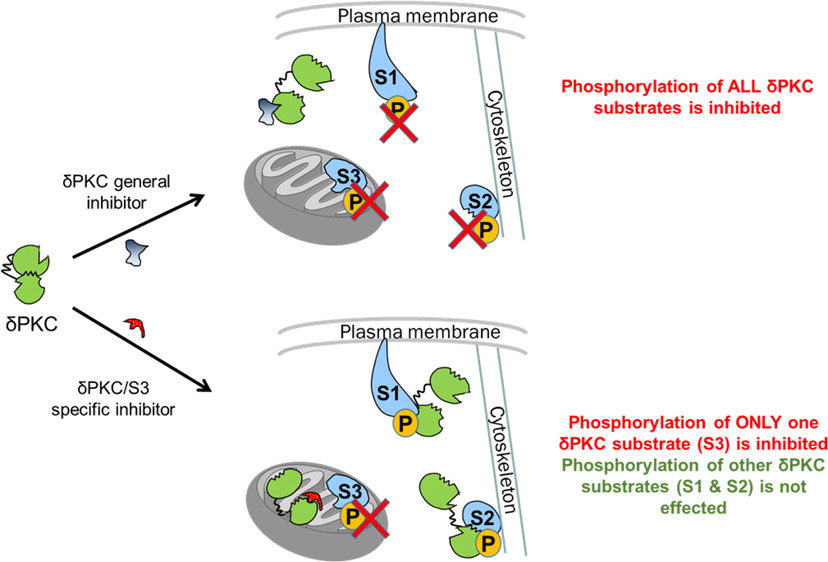 Plasma membrane
S1
P
Cytoskeleton
S3
P
S2
P
Phosphorylation of ALL δPKC
substrates is inhibited
δPKC general
inhibitor
δPKC
δPKC/S3
specific inhibitor
Plasma membrane
S1
P
Cytoskeleton
S3
P
S2
P
Phosphorylation of ONLY one
δPKC substrate (S3) is inhibited
Phosphorylation of other δPKC
substrates (S1 & S2) is not
effected